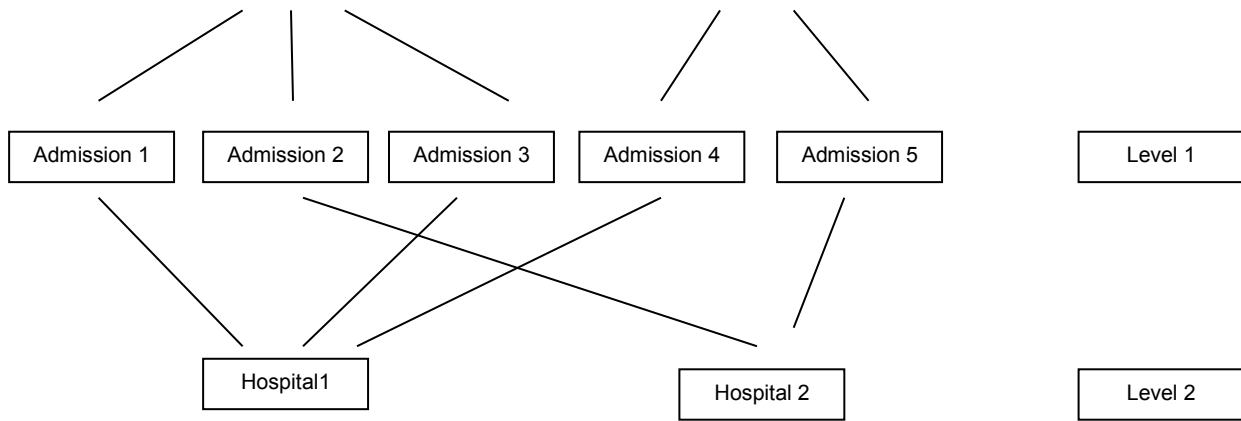 Admission 1 Admission 2 Admission 3 Admission 4 Admission 5 Level 1
Hospital1 Hospital 2 Level 2